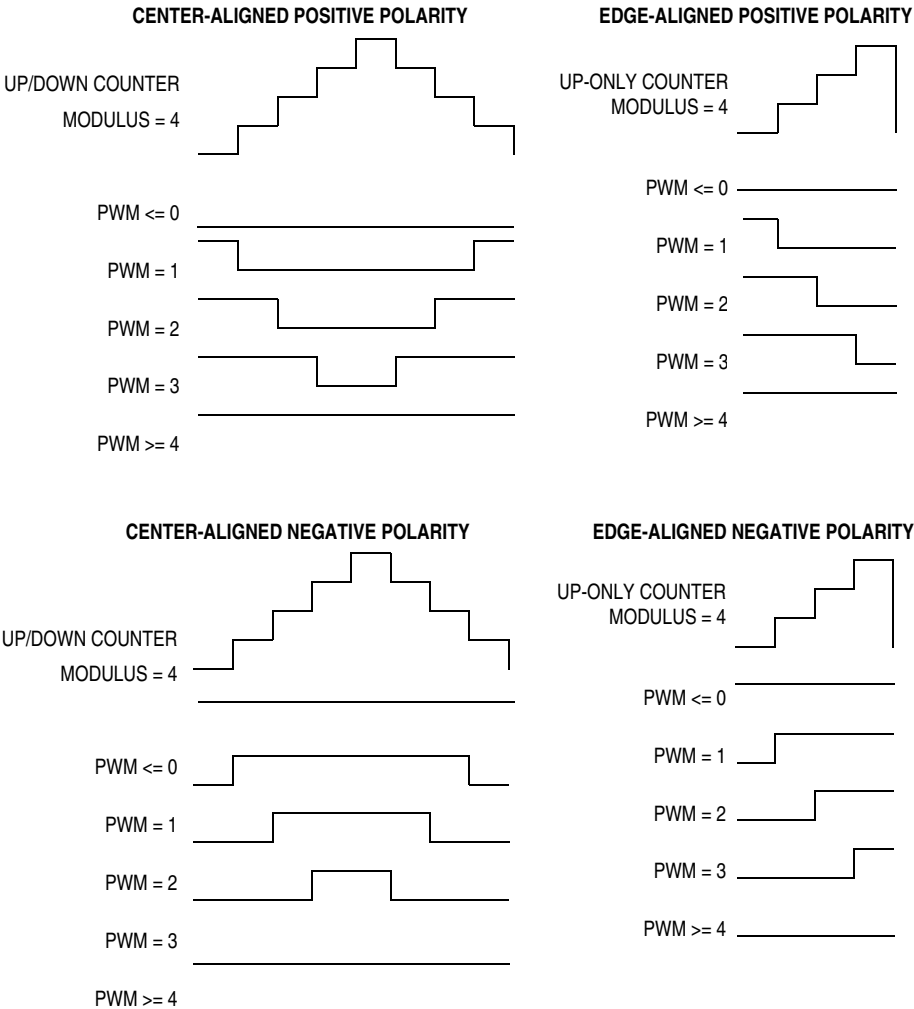 CENTER-ALIGNED POSITIVE POLARITY
UP/DOWN COUNTER
MODULUS = 4
PWM <= 0
PWM = 1
PWM = 2
PWM = 3
PWM >= 4
EDGE-ALIGNED POSITIVE POLARITY
UP-ONLY COUNTER
MODULUS = 4
PWM <= 0
PWM = 1
PWM = 2
PWM = 3
PWM >= 4
CENTER-ALIGNED NEGATIVE POLARITY
UP/DOWN COUNTER
MODULUS = 4
PWM <= 0
PWM = 1
PWM = 2
PWM = 3
PWM >= 4
EDGE-ALIGNED NEGATIVE POLARITY
UP-ONLY COUNTER
MODULUS = 4
PWM <= 0
PWM = 1
PWM = 2
PWM = 3
PWM >= 4